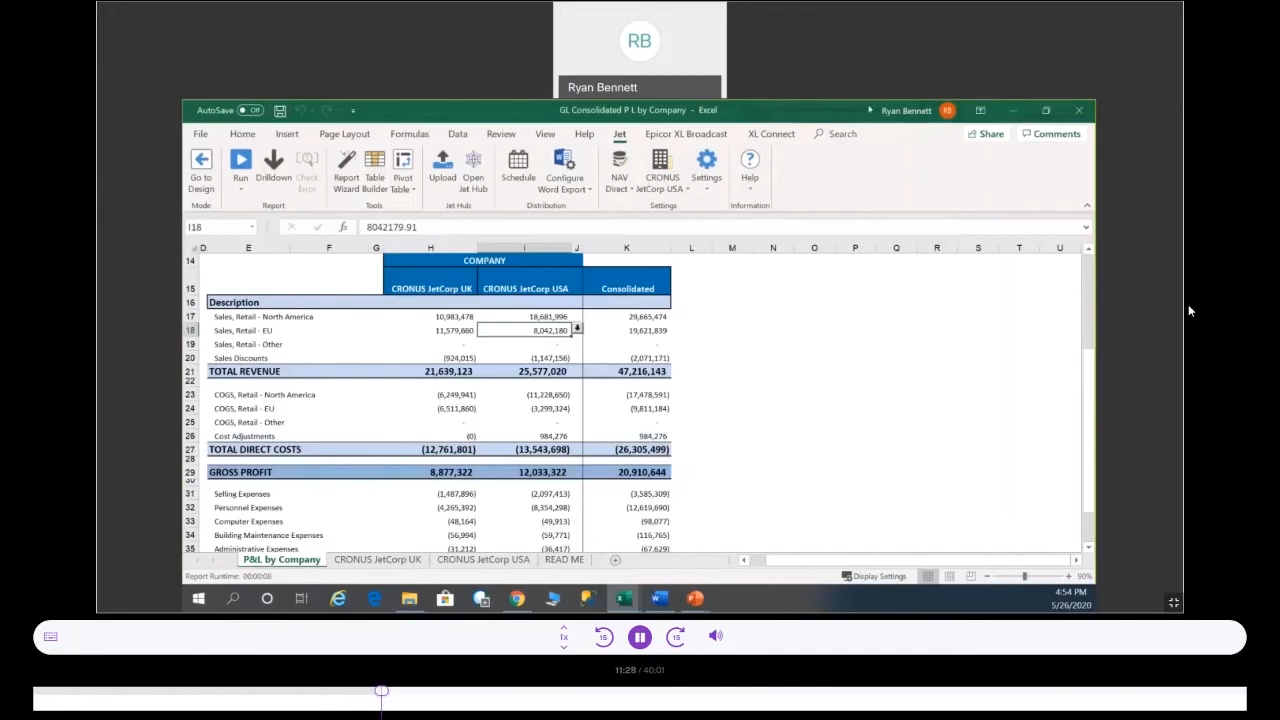 RB
Ryan Bennett
AutoSave Off
GL Consolidated P L by Company - Excel
Ryan Bennett RB
File Home Insert Page Layout Formulas Data Review View Help Jet Epicor XL Broadcast XL Connect Search Share Comments
Go to Design Run Drilldown Check Error Report Wizard Table Builder Pivot Table Upload Open Jet Hub Schedule Configure Word Export NAV Direct CRONUS JetCorp USA Settings Help
Mode Report Tools Jet Hub Distribution Settings Information
I18 fx 8042179.91
D E F G H I J K L M N O P Q R S T U
14 COMPANY
15 CRONUS JetCorp UK CRONUS JetCorp USA Consolidated
16 Description
17 Sales, Retail - North America 10,983,478 18,681,996 29,665,474
18 Sales, Retail - EU 11,579,660 8,042,180 19,621,839
19 Sales, Retail - Other - - -
20 Sales Discounts (924,015) (1,147,156) (2,071,171)
21 TOTAL REVENUE 21,639,123 25,577,020 47,216,143
22
23 COGS, Retail - North America (6,249,941) (11,228,650) (17,478,591)
24 COGS, Retail - EU (6,511,860) (3,299,324) (9,811,184)
25 COGS, Retail - Other - - -
26 Cost Adjustments (0) 984,276 984,276
27 TOTAL DIRECT COSTS (12,761,801) (13,543,698) (26,305,499)
28
29 GROSS PROFIT 8,877,322 12,033,322 20,910,644
30
31 Selling Expenses (1,487,896) (2,097,413) (3,585,309)
32 Personnel Expenses (4,265,392) (8,354,298) (12,619,690)
33 Computer Expenses (48,164) (49,913) (98,077)
34 Building Maintenance Expenses (56,994) (59,771) (116,765)
35 Administrative Expenses (31,212) (36,417) (67,629)
P&L by Company CRONUS JetCorp UK CRONUS JetCorp USA READ ME
Report Runtime: 00:00:08 Display Settings 90%
4:54 PM
5/26/2020
1x 15 15
11:28 / 40:01